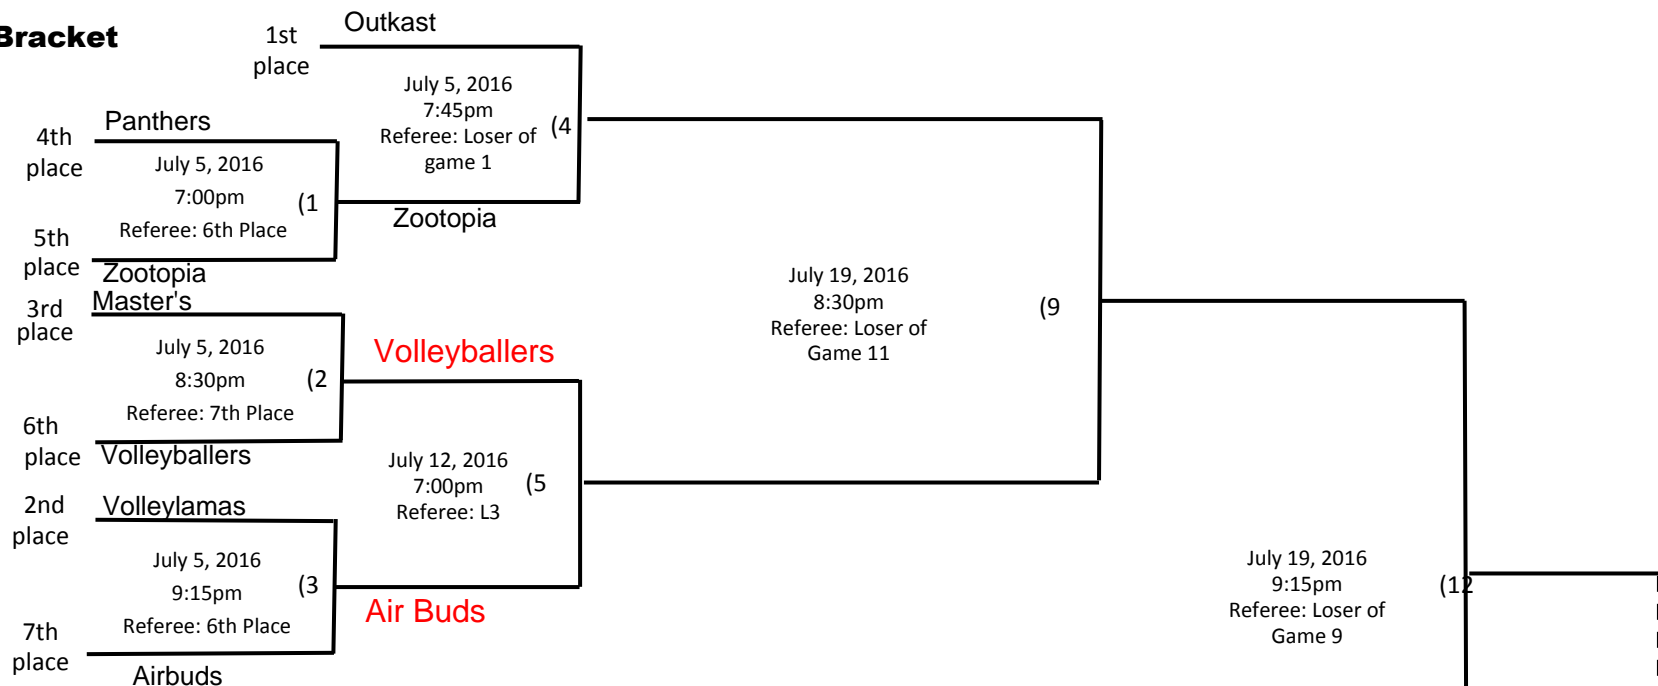 Bracket
1st
place
Outkast
July 5, 2016
7:45pm
Referee: Loser of
game 1
(4
4th
place
Panthers
July 5, 2016
7:00pm
Referee: 6th Place
(1
Zootopia
5th
place
Zootopia
3rd
place
Master's
July 5, 2016
8:30pm
Referee: 7th Place
(2
Volleyballers
6th
place
Volleyballers
July 12, 2016
7:00pm
Referee: L3
(5
2nd
place
Volleylamas
July 5, 2016
9:15pm
Referee: 6th Place
(3
Air Buds
7th
place
Airbuds
July 19, 2016
8:30pm
Referee: Loser of
Game 11
(9
July 19, 2016
9:15pm
Referee: Loser of
Game 9
(12